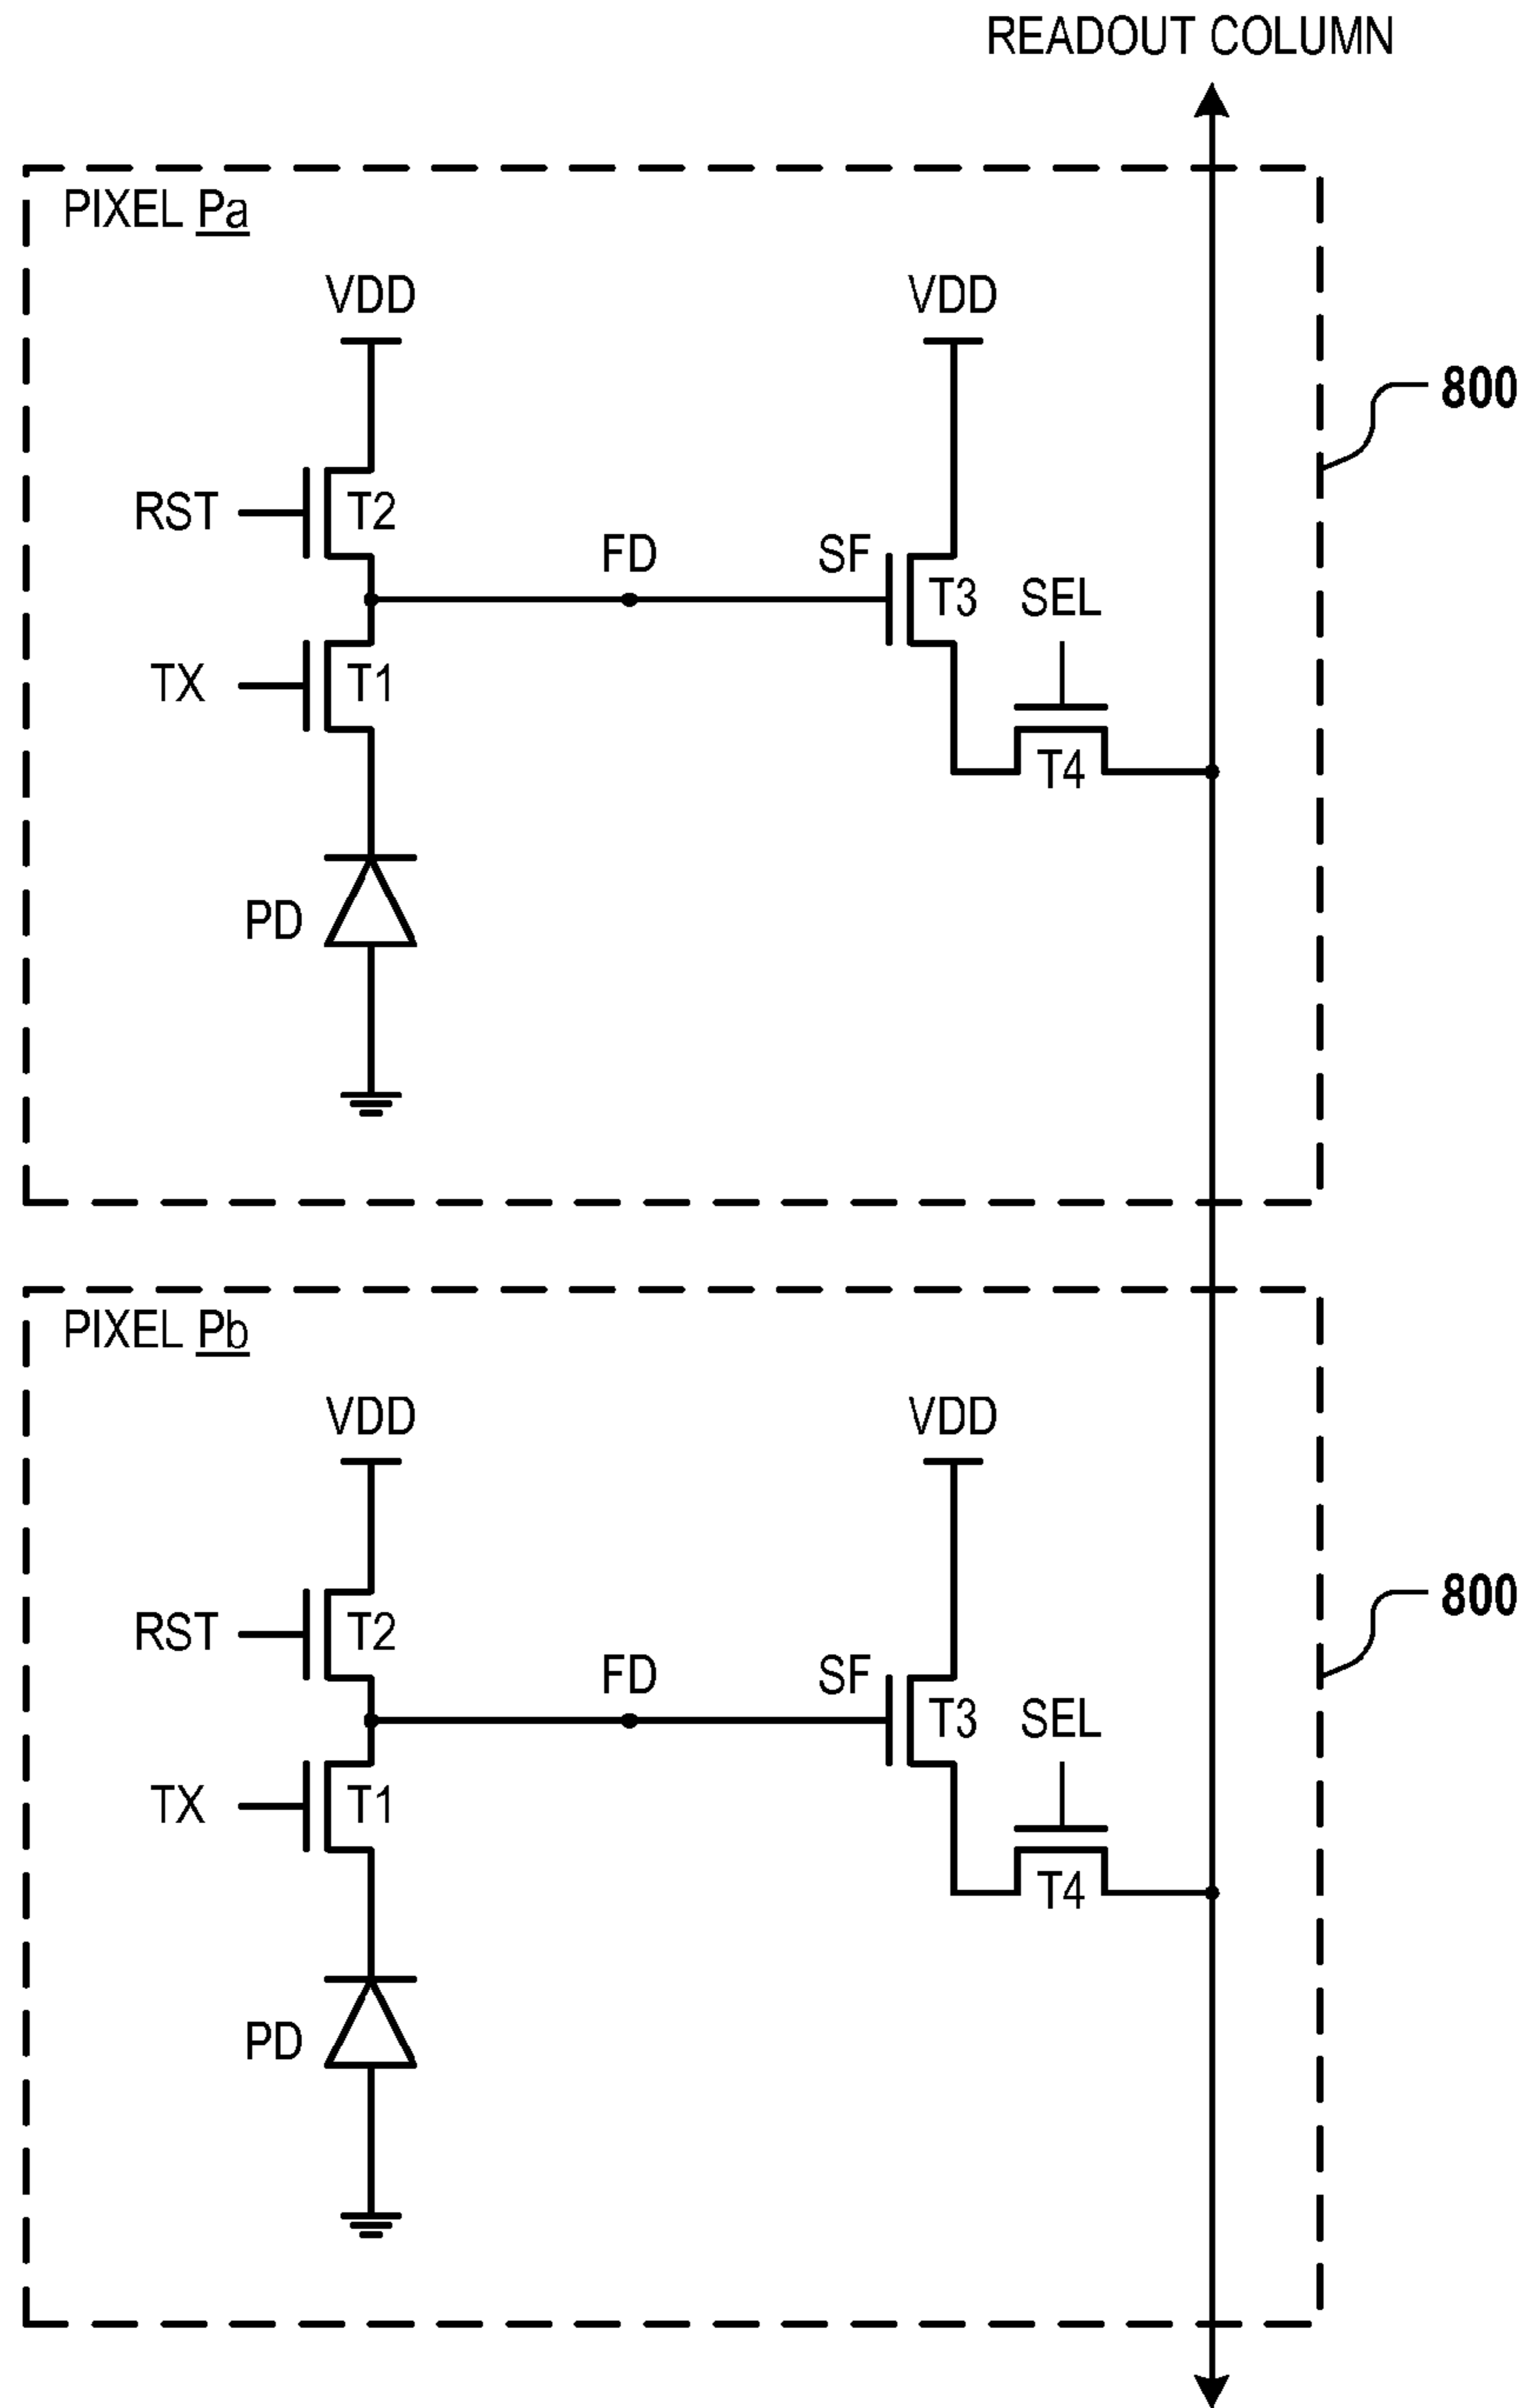 READOUT COLUMN
PIXEL Pa
VDD
VDD
800
RST
T2
FD
SF
T3
SEL
TX
T1
T4
PD
PIXEL Pb
VDD
VDD
800
RST
T2
FD
SF
T3
SEL
TX
T1
T4
PD